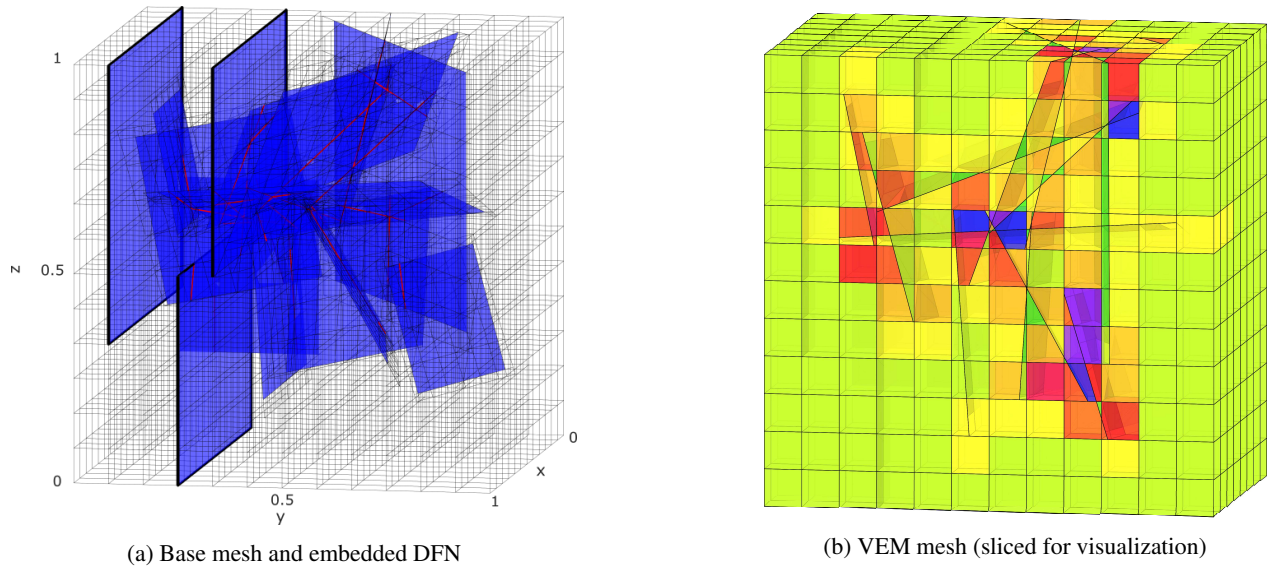 1
z
0.5
0
0.5
y
1
x
0
(a) Base mesh and embedded DFN
(b) VEM mesh (sliced for visualization)